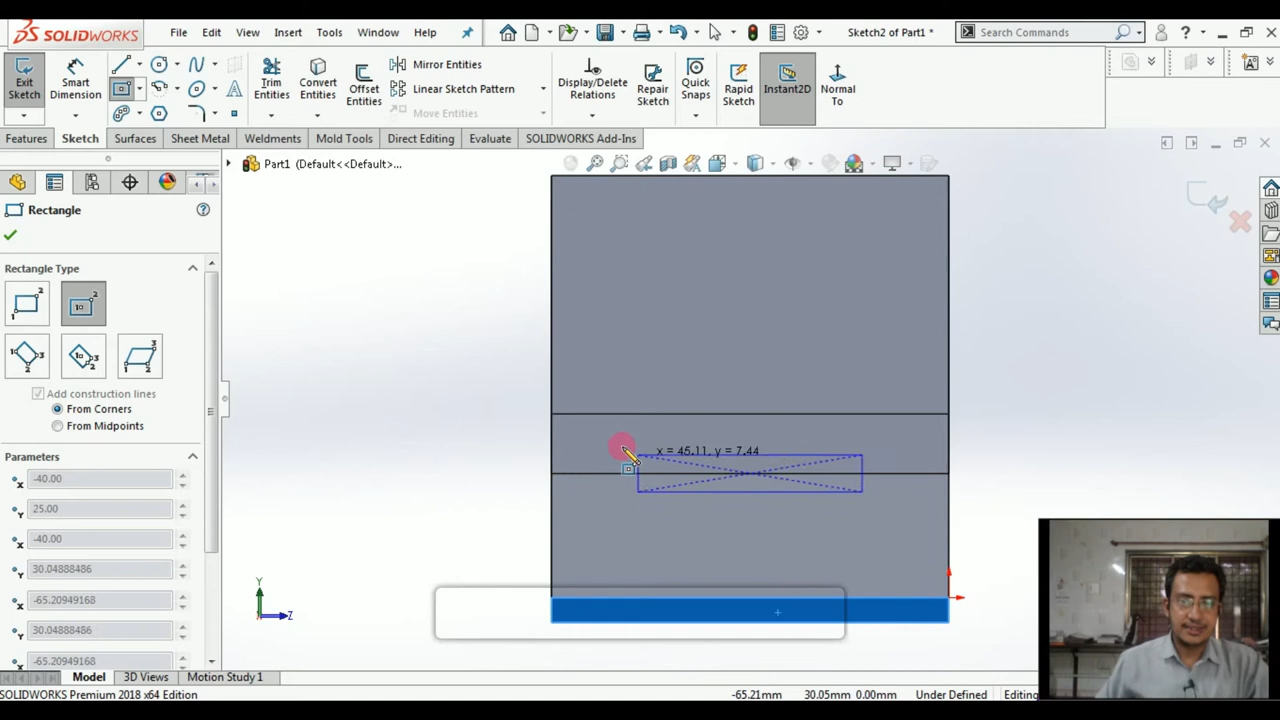 SOLIDWORKS
File Edit View Insert Tools Window Help
Sketch2 of Part1 *
Search Commands
Exit Sketch
Smart Dimension
Trim Entities
Convert Entities
Offset Entities
Mirror Entities
Linear Sketch Pattern
Move Entities
Display/Delete Relations
Repair Sketch
Quick Snaps
Rapid Sketch
Instant2D
Normal To
Features Sketch Surfaces Sheet Metal Weldments Mold Tools Direct Editing Evaluate SOLIDWORKS Add-Ins
Part1 (Default<<Default>...
Rectangle
Rectangle Type
Add construction lines
From Corners
From Midpoints
Parameters
-40.00
25.00
-40.00
30.04888486
-65.20949168
30.04888486
-65.20949168
x = 45.11, y = 7.44
Y
Z
Model 3D Views Motion Study 1
SOLIDWORKS Premium 2018 x64 Edition
-65.21mm 30.05mm 0.00mm Under Defined Editing